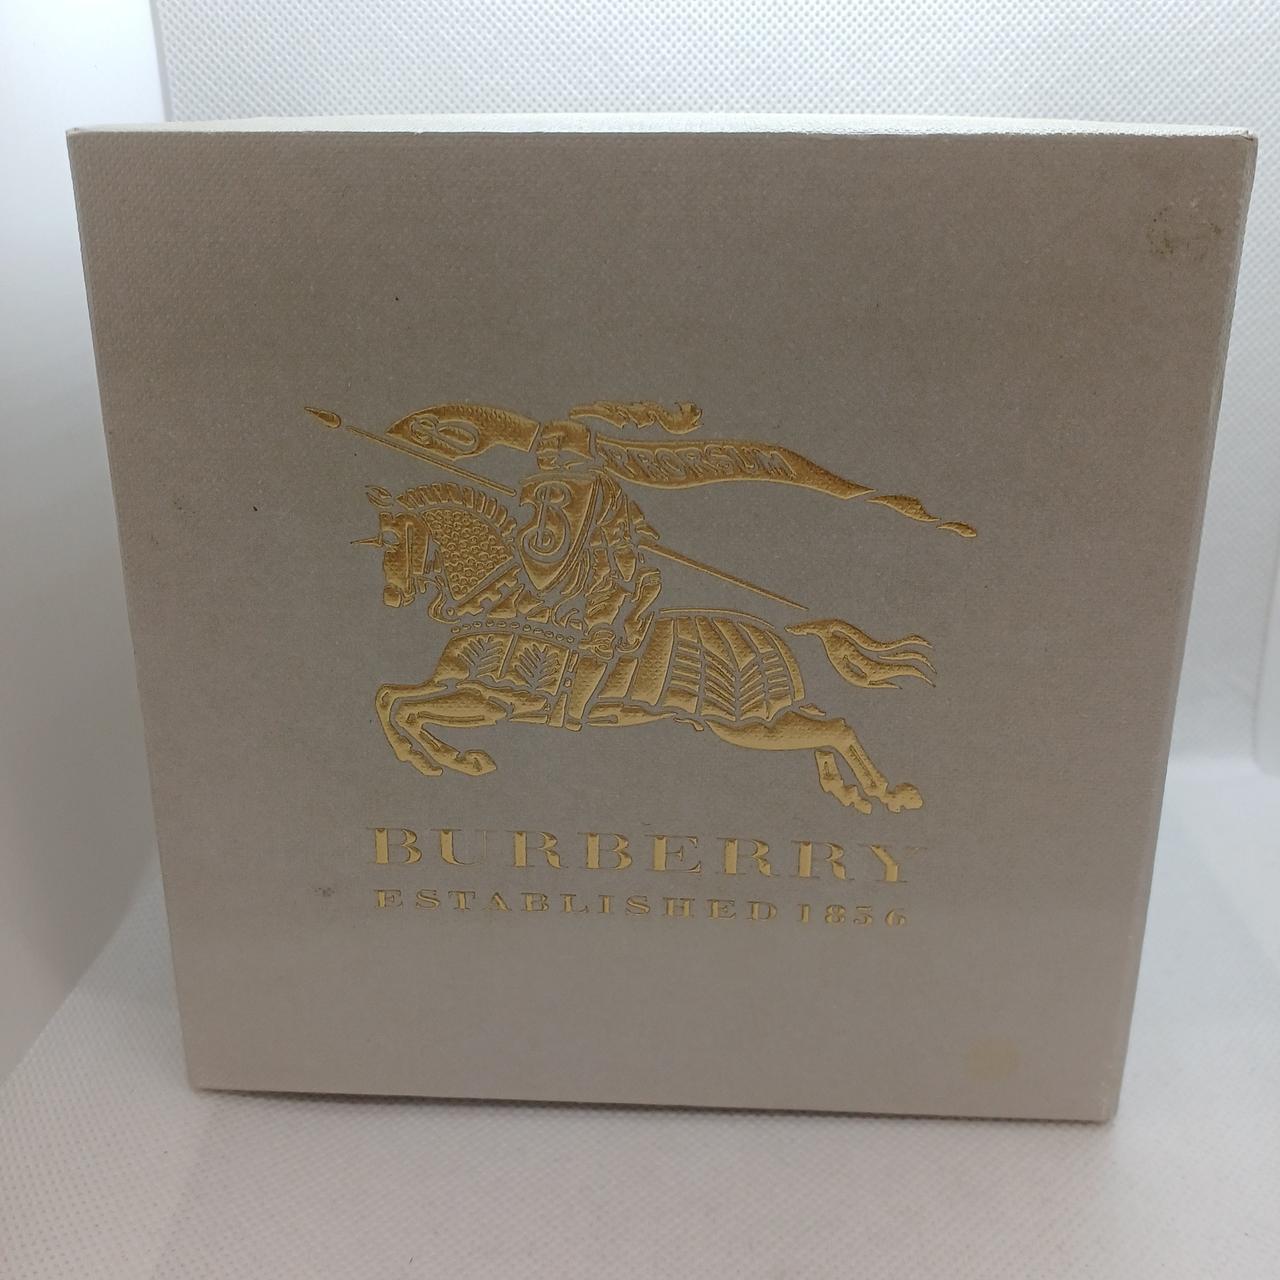 PRORSUM
B
BURBERRY
ESTABLISHED 1856